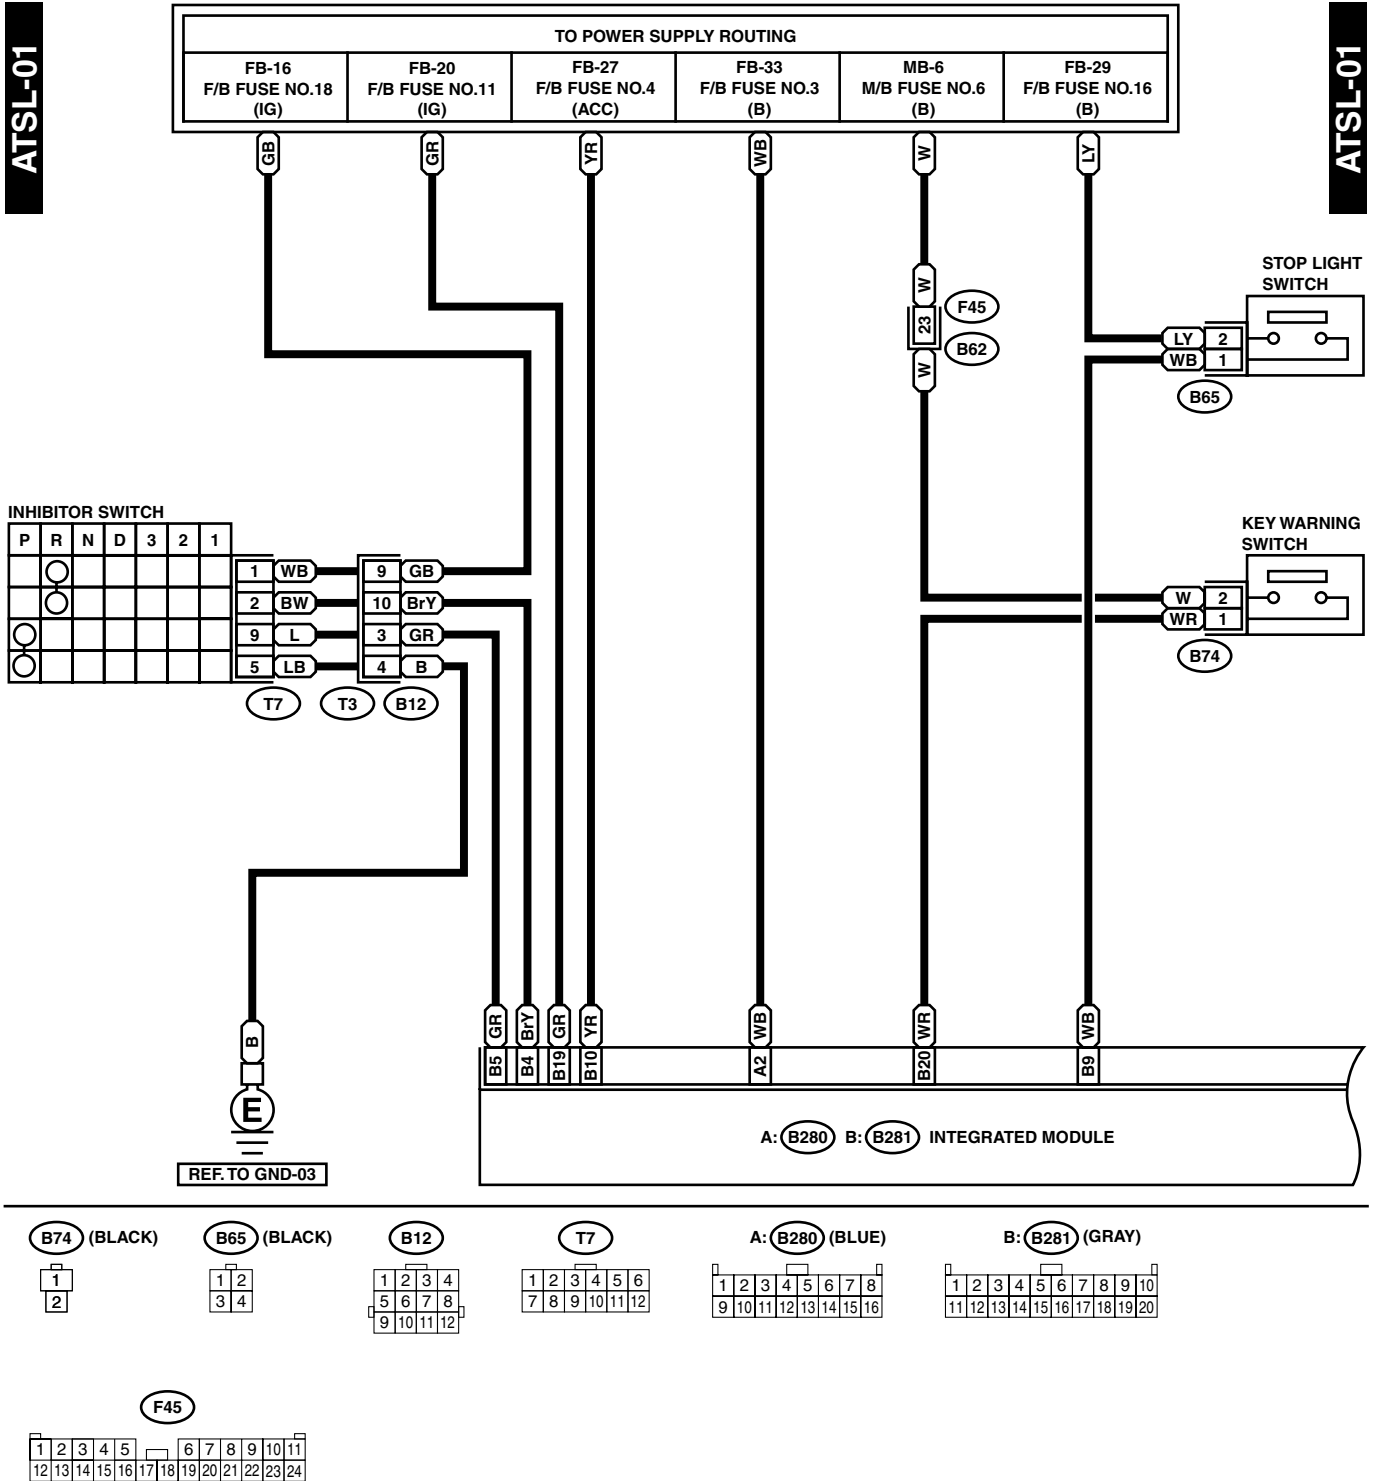 ATSL-01
ATSL-01
TO POWER SUPPLY ROUTING
FB-16 FB-20 FB-27 FB-33 MB-6 FB-29
F/B FUSE NO.18 F/B FUSE NO.11 F/B FUSE NO.4 F/B FUSE NO.3 M/B FUSE NO.6 F/B FUSE NO.16
(IG) (IG) (ACC) (B) (B) (B)
GB GR YR WB W LY
STOP LIGHT
SWITCH
W
F45
23
B62
W
LY 2
WB 1
B65
INHIBITOR SWITCH
P R N D 3 2 1
1 WB 9 GB
2 BW 10 BrY
9 L 3 GR
5 LB 4 B
T7 T3 B12
KEY WARNING
SWITCH
W 2
WR 1
B74
B
E
REF. TO GND-03
GR BrY GR YR WB WR WB
B5 B4 B19 B10 A2 B20 B9
A: B280 B: B281 INTEGRATED MODULE
B74 (BLACK) B65 (BLACK) B12 T7 A: B280 (BLUE) B: B281 (GRAY)
1
2
1 2
3 4
1 2 3 4
5 6 7 8
9 10 11 12
1 2 3 4 5 6
7 8 9 10 11 12
1 2 3 4 5 6 7 8
9 10 11 12 13 14 15 16
1 2 3 4 5 6 7 8 9 10
11 12 13 14 15 16 17 18 19 20
F45
1 2 3 4 5 6 7 8 9 10 11
12 13 14 15 16 17 18 19 20 21 22 23 24